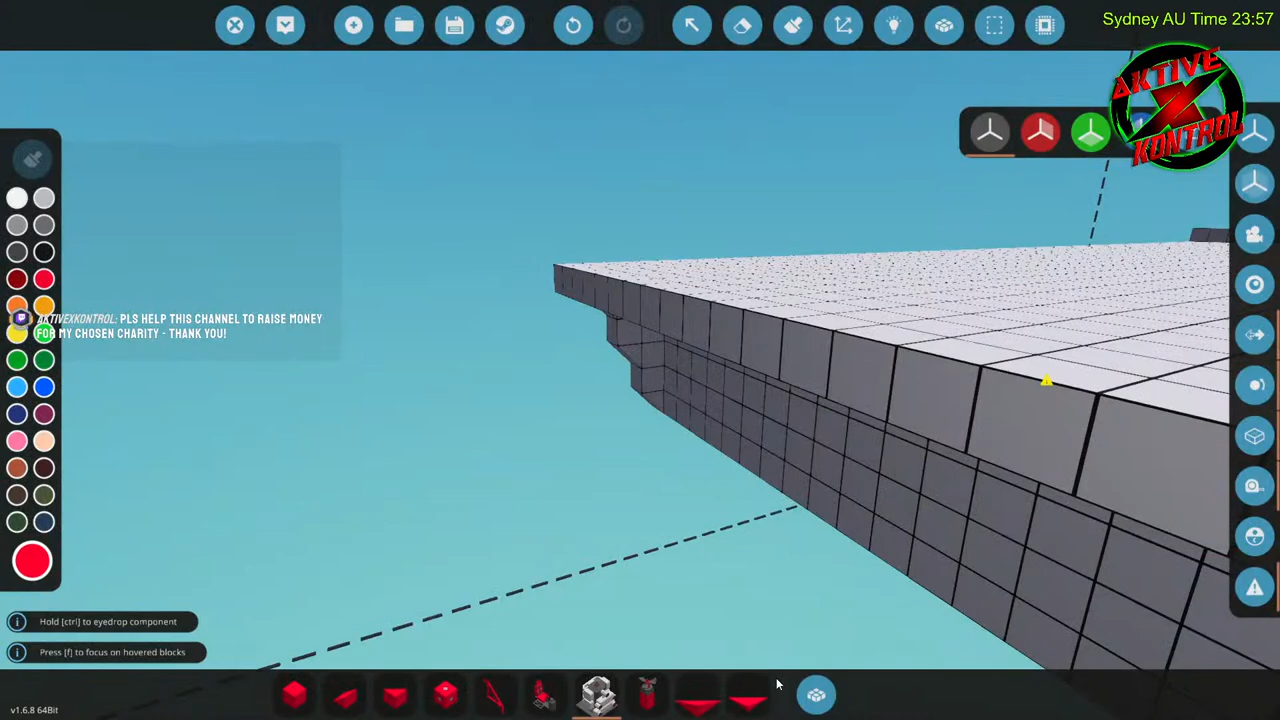 Sydney AU Time 23:57
AKTIVE
X
KONTROL
AKTIVEXKONTROL: PLS HELP THIS CHANNEL TO RAISE MONEY
FOR MY CHOSEN CHARITY - THANK YOU!
Hold [ctrl] to eyedrop component
Press [f] to focus on hovered blocks
v1.6.8 64Bit